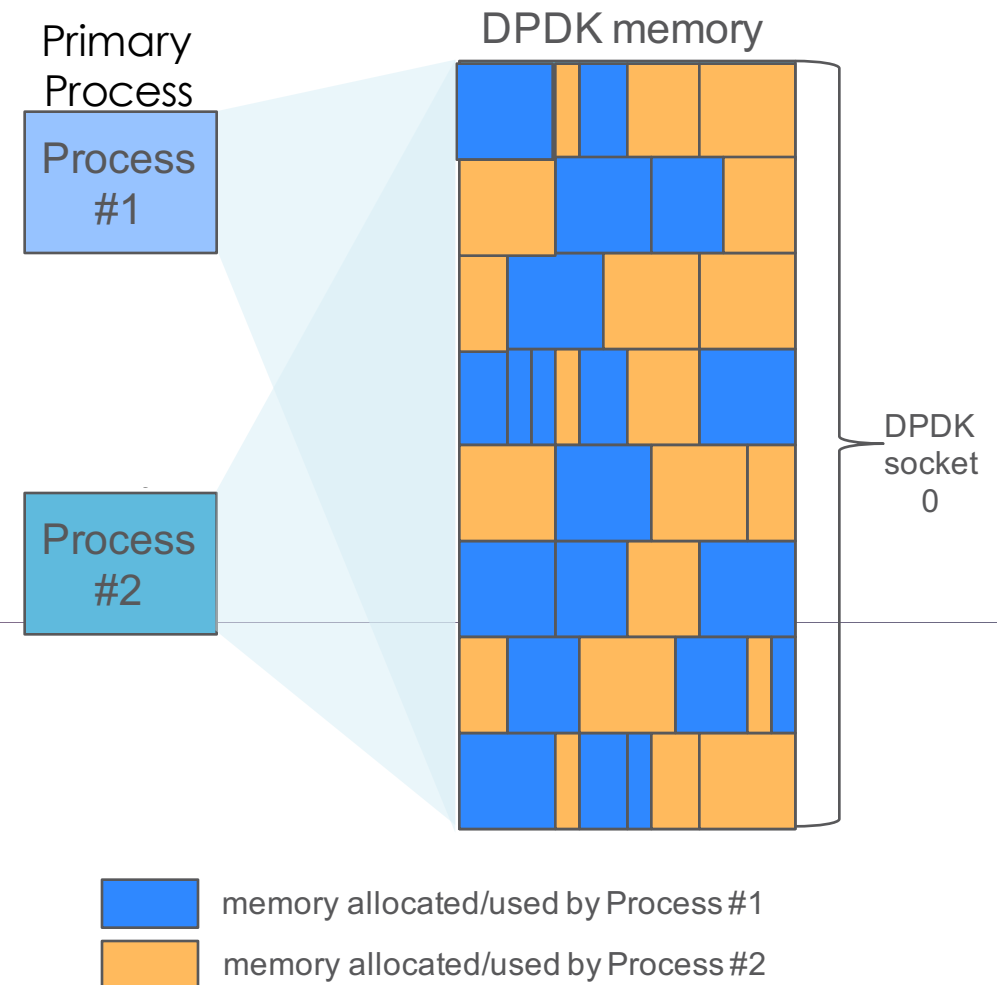 DPDK memory
Primary
Process
Process
#1
Process
#2
DPDK
socket
0
memory allocated/used by Process #1
memory allocated/used by Process #2